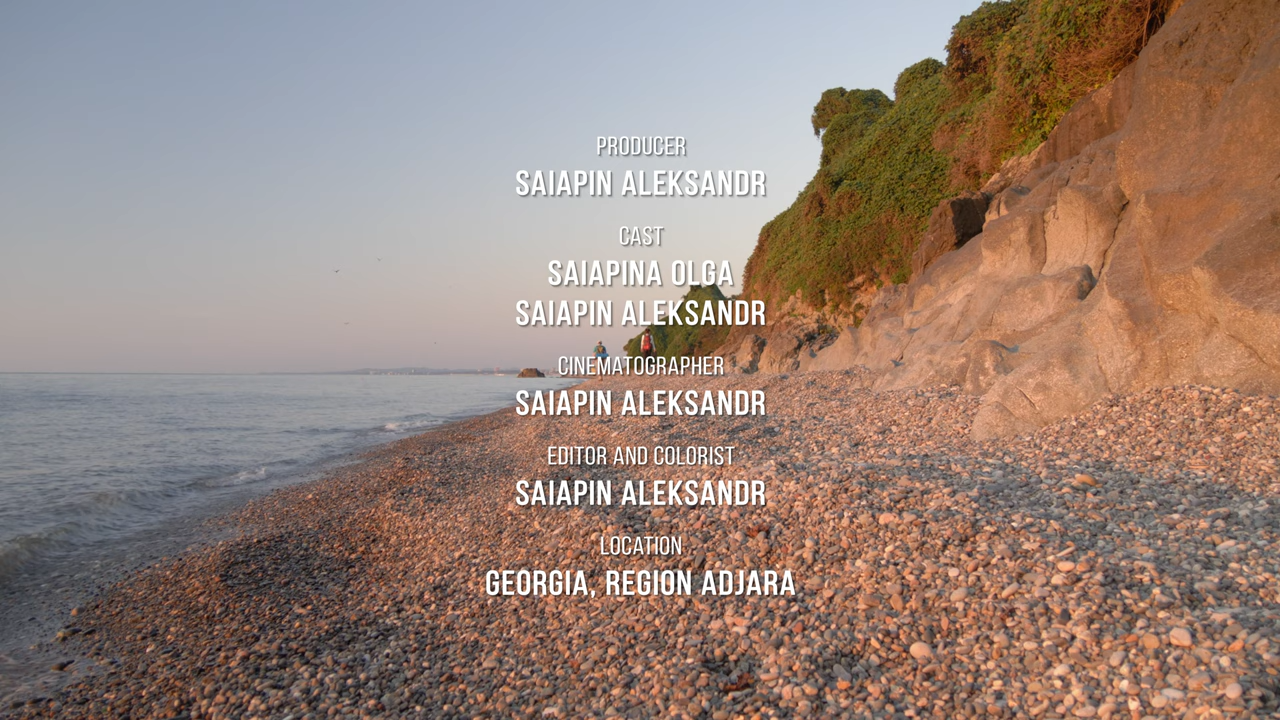 PRODUCER
SAIAPIN ALEKSANDR
CAST
SAIAPINA OLGA
SAIAPIN ALEKSANDR
CINEMATOGRAPHER
SAIAPIN ALEKSANDR
EDITOR AND COLORIST
SAIAPIN ALEKSANDR
LOCATION
GEORGIA, REGION ADJARA